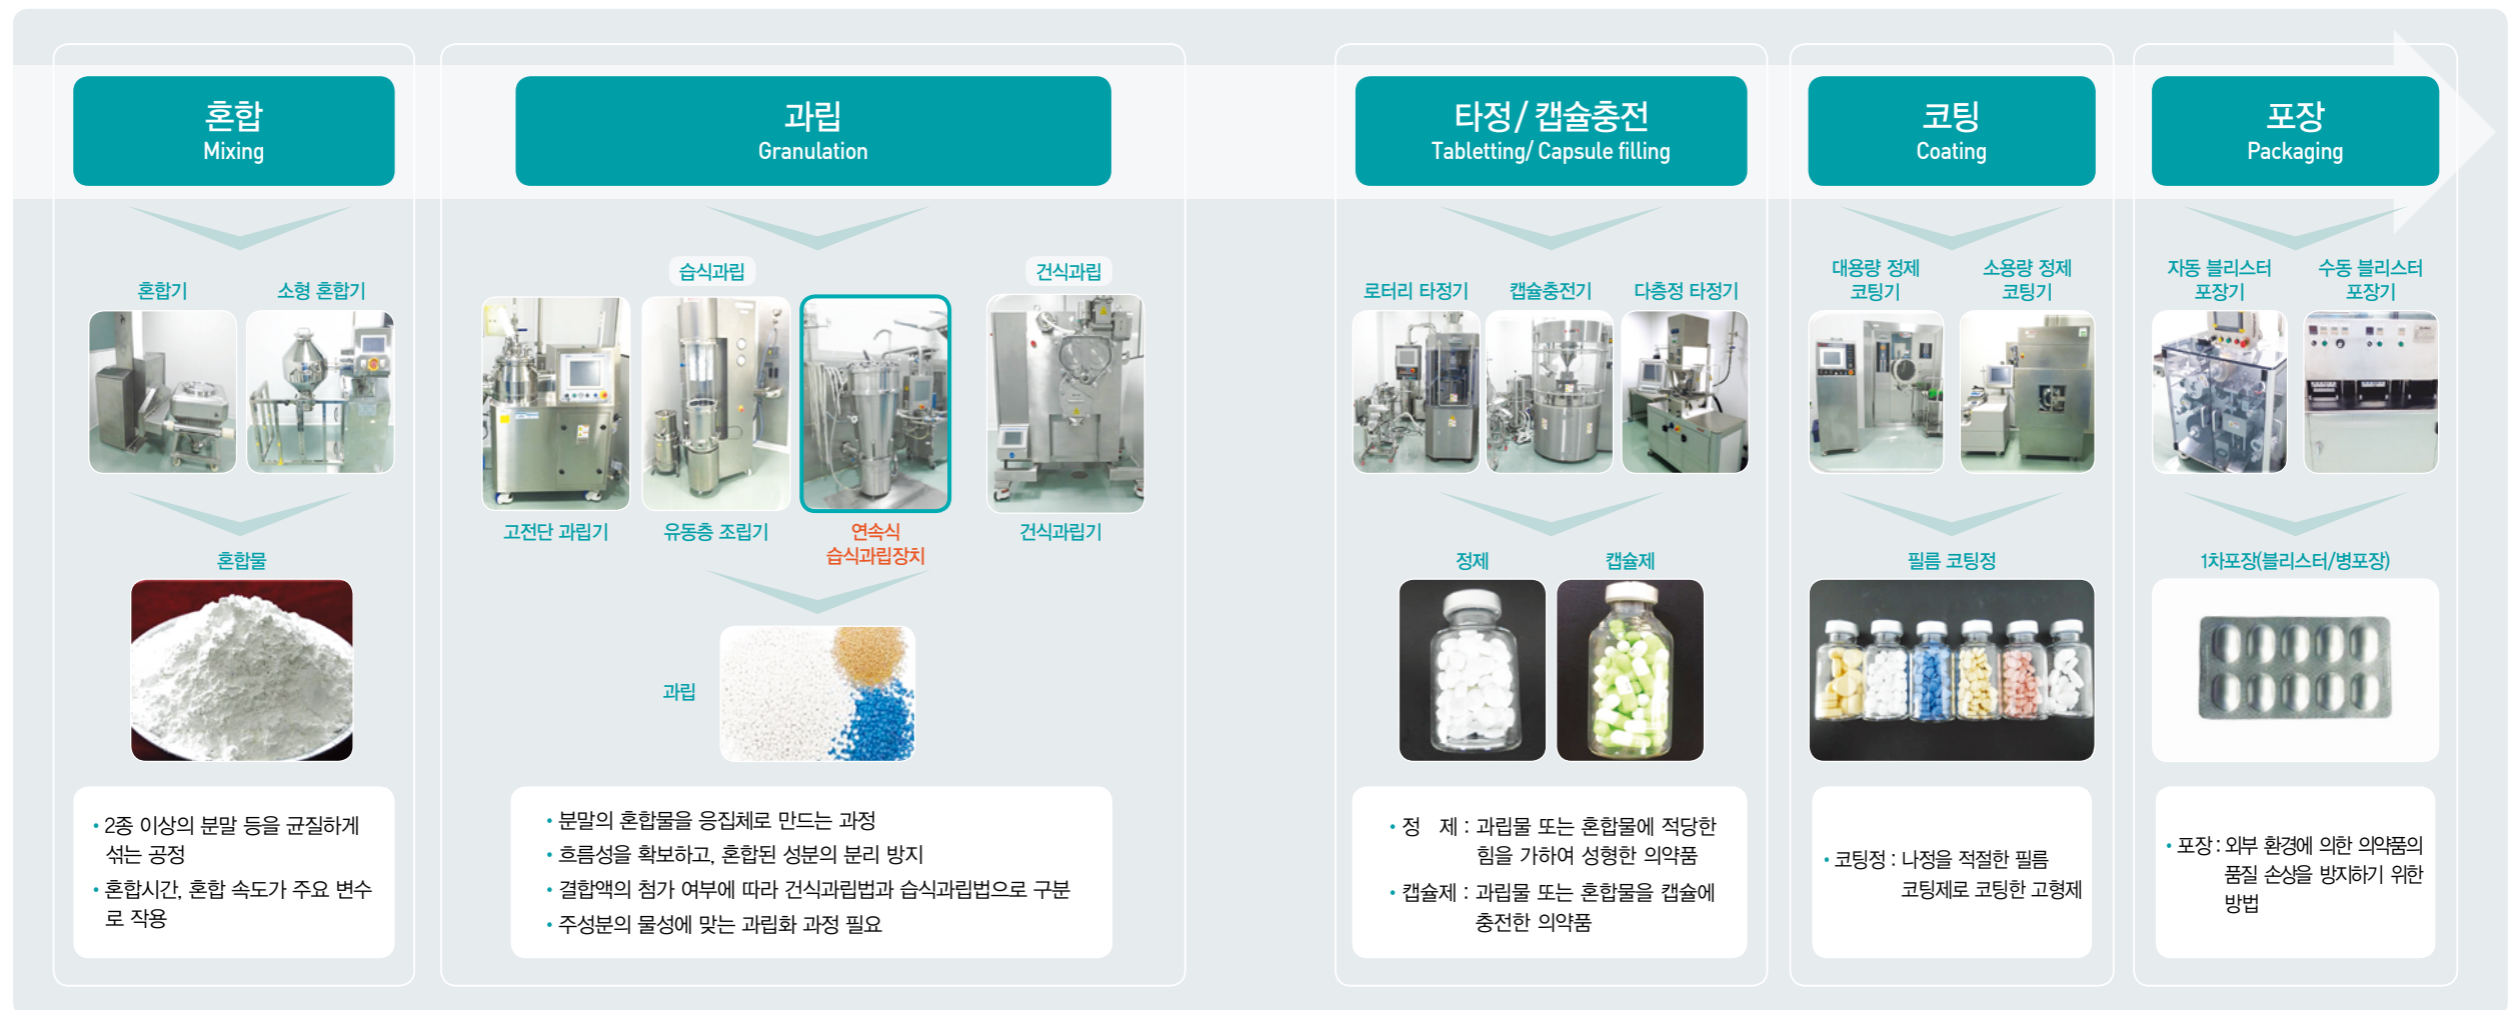 혼합
Mixing
혼합기
소형 혼합기
혼합물
• 2종 이상의 분말 등을 균질하게
섞는 공정
• 혼합시간, 혼합 속도가 주요 변수
로 작용
과립
Granulation
습식과립
건식과립
고전단 과립기
유동층 조립기
연속식
습식과립장치
건식과립기
과립
• 분말의 혼합물을 응집체로 만드는 과정
• 흐름성을 확보하고, 혼합된 성분의 분리 방지
• 결합액의 첨가 여부에 따라 건식과립법과 습식과립법으로 구분
• 주성분의 물성에 맞는 과립화 과정 필요
타정/ 캡슐충전
Tabletting/ Capsule filling
로터리 타정기
캡슐충전기
다층정 타정기
정제
캡슐제
• 정 제 : 과립물 또는 혼합물에 적당한
힘을 가하여 성형한 의약품
• 캡슐제 : 과립물 또는 혼합물을 캡슐에
충전한 의약품
코팅
Coating
대용량 정제
코팅기
소용량 정제
코팅기
필름 코팅정
• 코팅정 : 나정을 적절한 필름
코팅제로 코팅한 고형제
포장
Packaging
자동 블리스터
포장기
수동 블리스터
포장기
1차포장(블리스터/병포장)
• 포장 : 외부 환경에 의한 의약품의
품질 손상을 방지하기 위한
방법